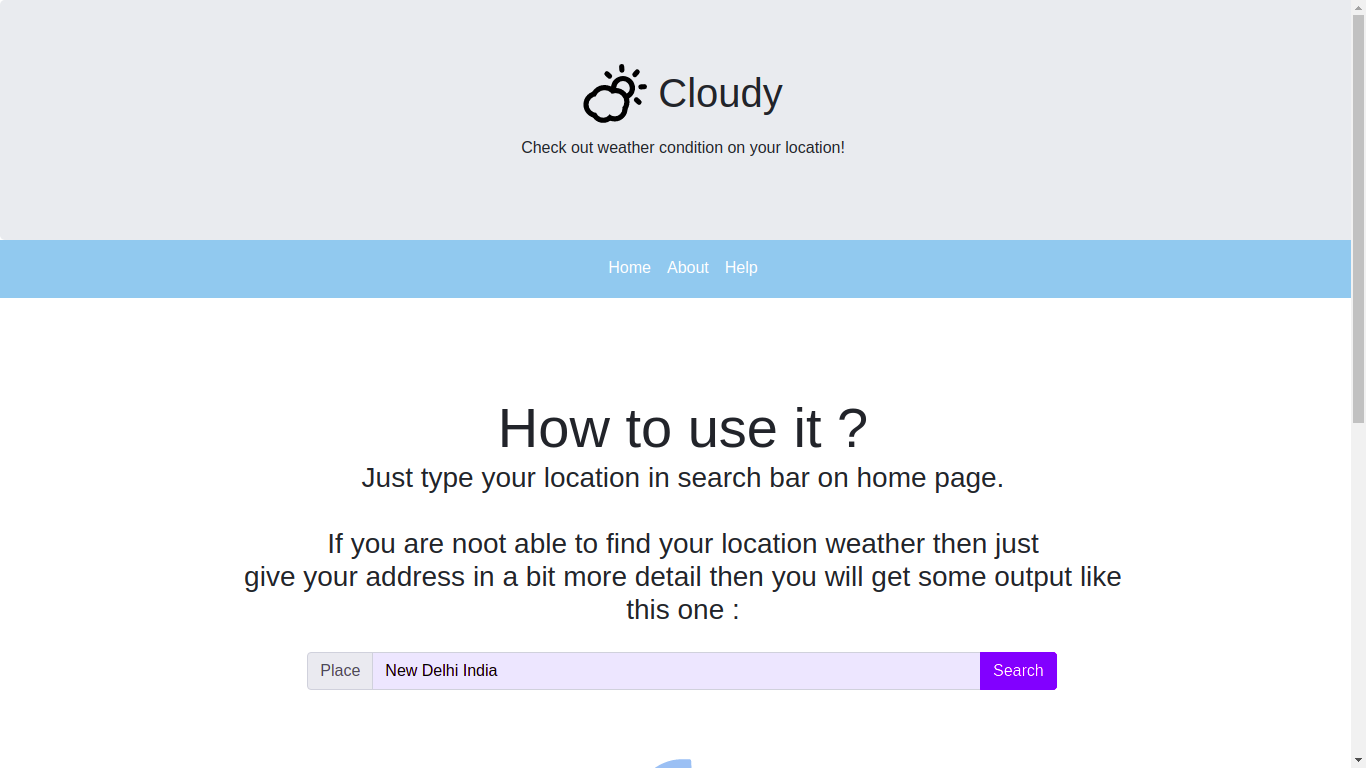 Cloudy
Check out weather condition on your location!
Home About Help
How to use it ?
Just type your location in search bar on home page.
If you are noot able to find your location weather then just
give your address in a bit more detail then you will get some output like
this one :
Place New Delhi India Search